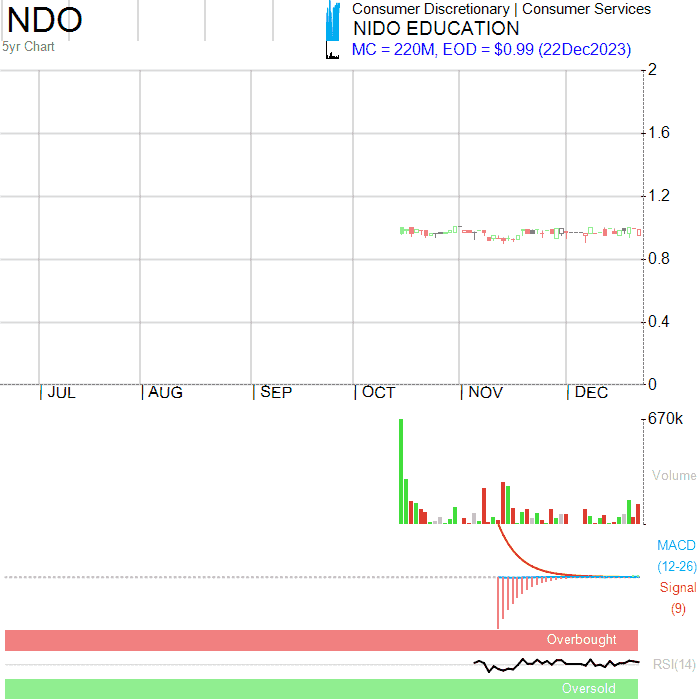 NDO
Consumer Discretionary | Consumer Services
NIDO EDUCATION
5yr Chart
MC = 220M, EOD = $0.99 (22Dec2023)
2
1.6
1.2
0.8
0.4
0
JUL
AUG
SEP
OCT
NOV
DEC
670k
Volume
MACD
(12-26)
Signal
(9)
Overbought
RSI(14)
Oversold